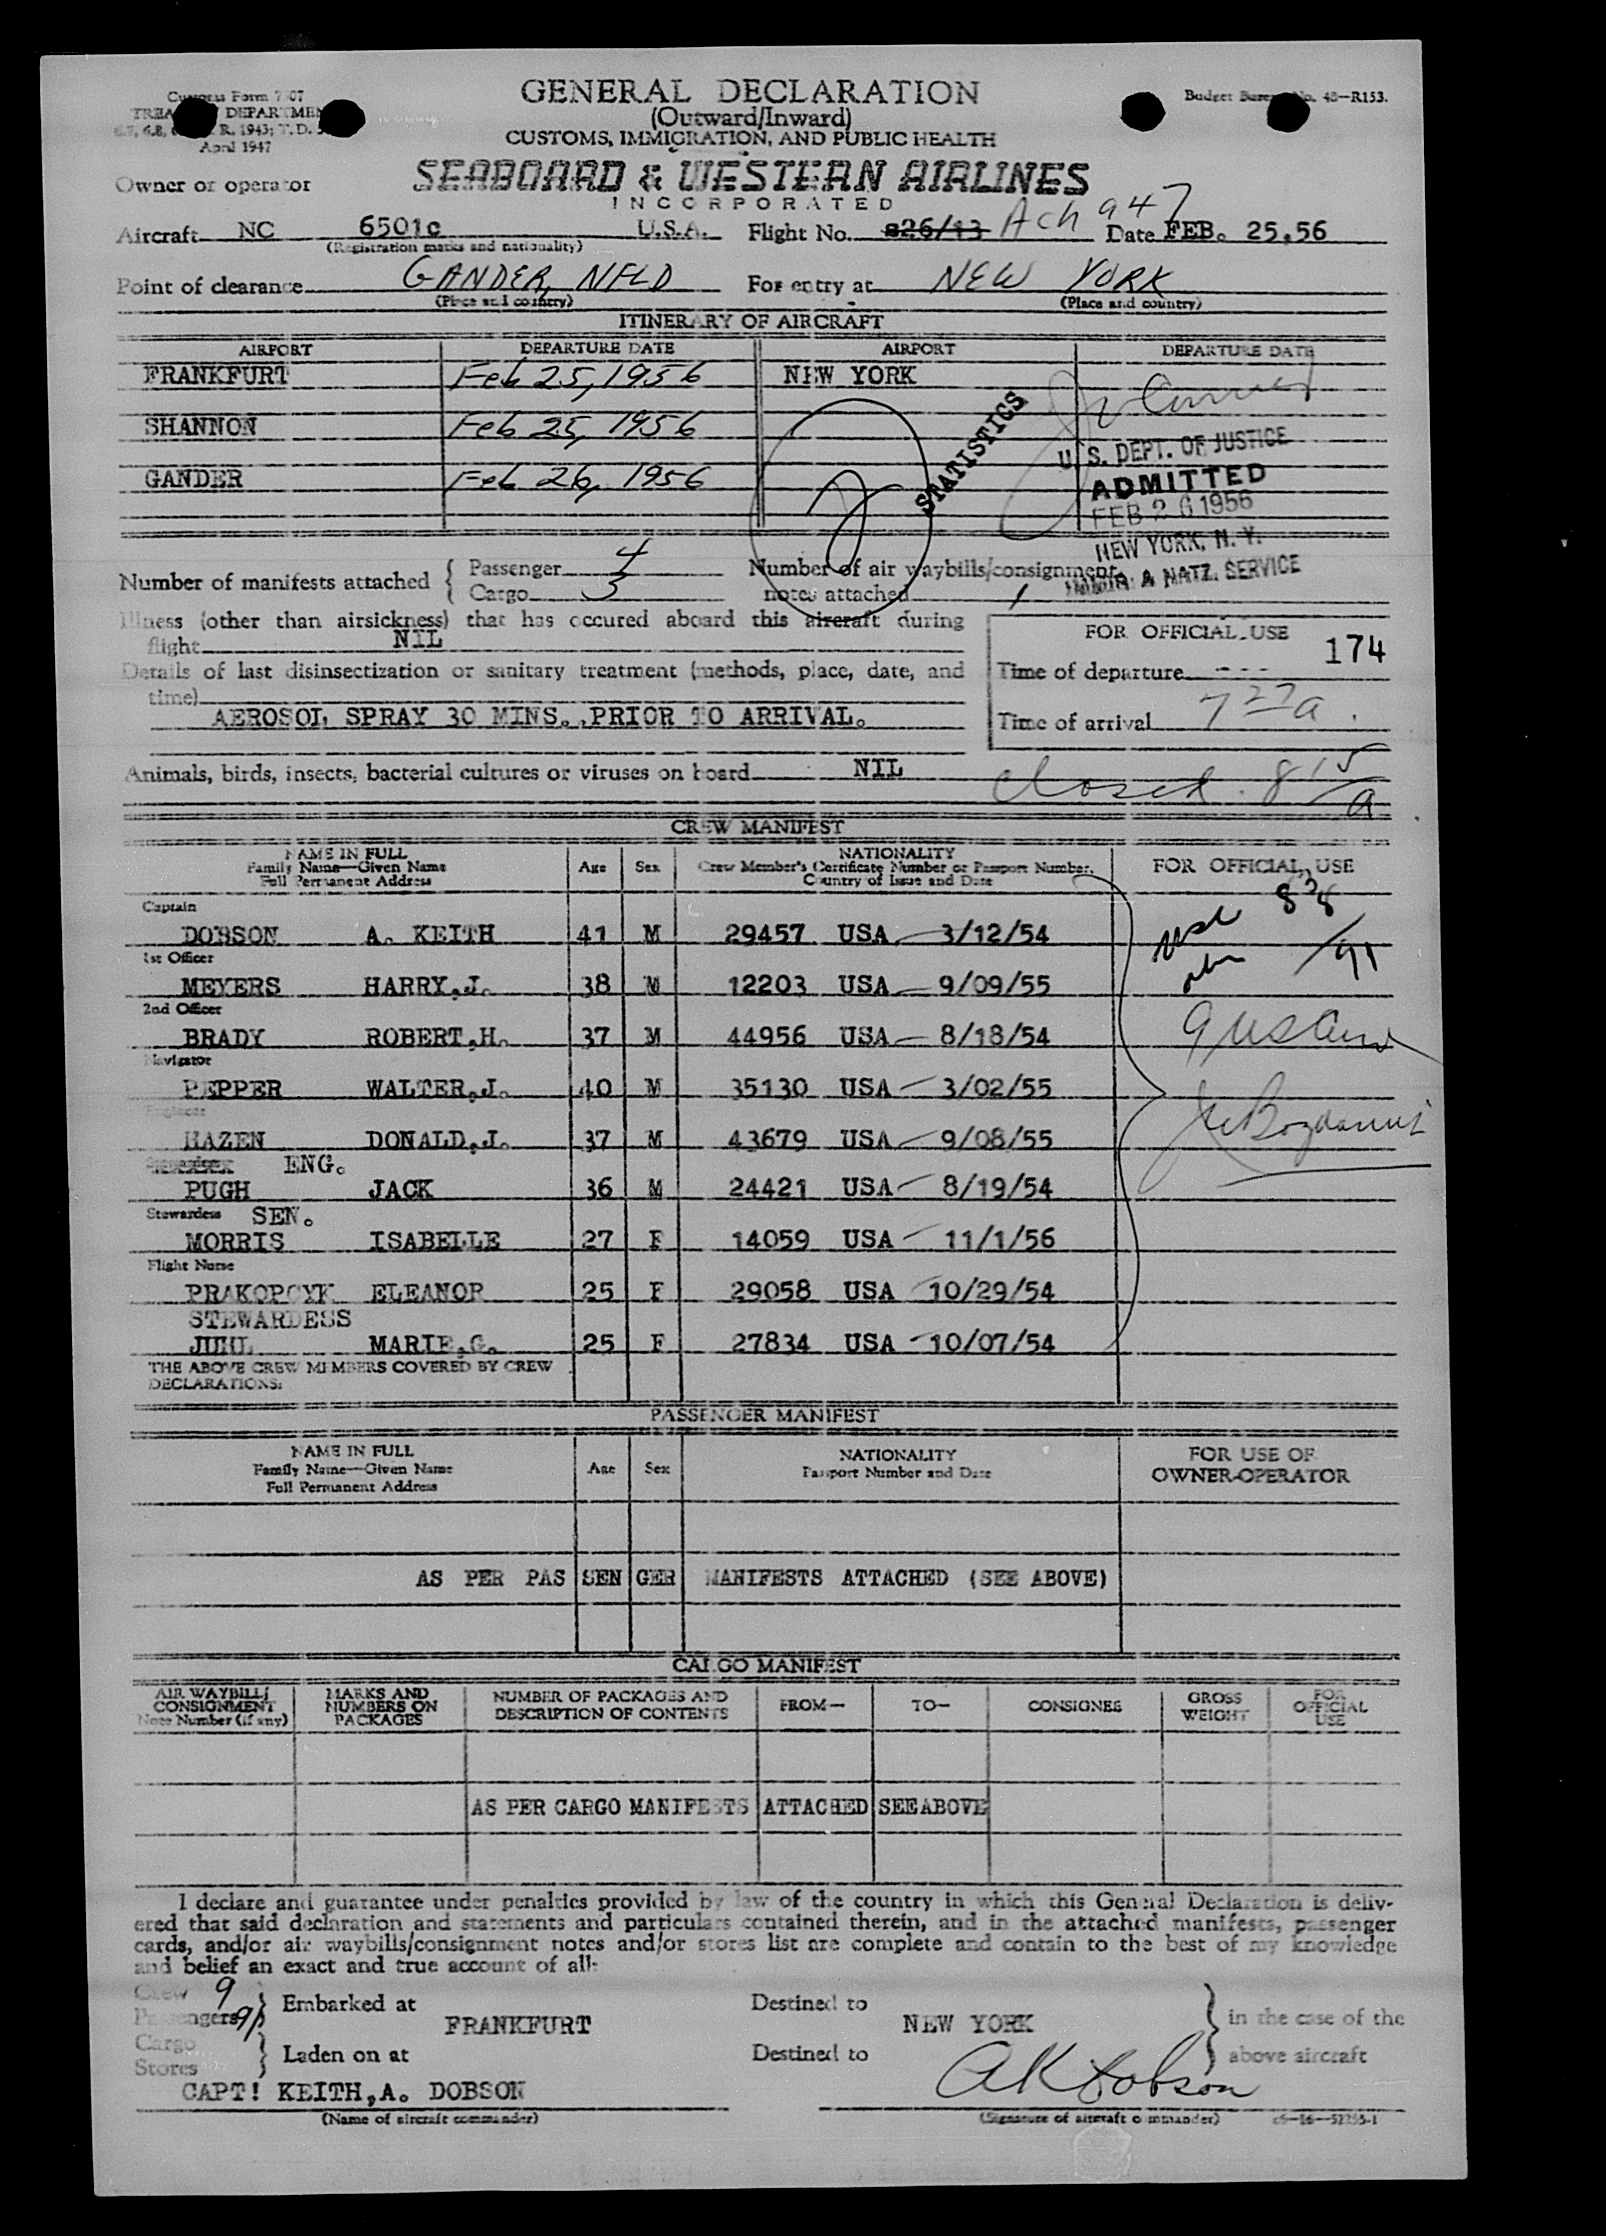 GENERAL DECLARATION
(Outward/Inward)
CUSTOMS, IMMIGRATION, AND PUBLIC HEALTH
Budget No. 48—R153.
Customs Form 7507
TREASURY DEPARTMENT
R. 1943; T. D.
April 1947
Owner or operator SEABOARD & WESTERN AIRLINES
INCORPORATED
Aircraft NC 6501c U.S.A. Flight No. 826/13 Ach 947 Date FEB. 25,56
(Registration marks and nationality)
Point of clearance GANDER, NFLD For entry at NEW YORK
(Place and country) (Place and country)
ITINERARY OF AIRCRAFT
AIRPORT DEPARTURE DATE AIRPORT DEPARTURE DATE
FRANKFURT Feb 25, 1956 NEW YORK
SHANNON Feb 25, 1956
GANDER Feb 26, 1956
STATISTICS
U.S. DEPT. OF JUSTICE
ADMITTED
FEB 26 1956
NEW YORK, N. Y.
& NATZ. SERVICE
Number of manifests attached { Passenger 4 Number of air waybills/consignment
Cargo 3 notes attached 1
Illness (other than airsickness) that has occured aboard this aircraft during
flight NIL
FOR OFFICIAL USE 174
Details of last disinsectization or sanitary treatment (methods, place, date, and
time)
Time of departure - - -
AEROSOL SPRAY 30 MINS. PRIOR TO ARRIVAL.
Time of arrival 7 27 a.
Animals, birds, insects, bacterial cultures or viruses on board NIL
closed. 8 15/a
CREW MANIFEST
NAME IN FULL
Family Name—Given Name
Full Permanent Address
Age Sex
NATIONALITY
Crew Member's Certificate Number or Passport Number,
Country of Issue and Date
FOR OFFICIAL USE
Captain
DOBSON A. KEITH 41 M 29457 USA 3/12/54
1st Officer
MEYERS HARRY,J. 38 M 12203 USA 9/09/55
2nd Officer
BRADY ROBERT,H. 37 M 44956 USA 8/18/54
Navigator
PEPPER WALTER,J. 40 M 35130 USA 3/02/55
Engineer
HAZEN DONALD,J. 37 M 43679 USA 9/08/55
ENG.
PUGH JACK 36 M 24421 USA 8/19/54
Stewardess SEN.
MORRIS ISABELLE 27 F 14059 USA 11/1/56
Flight Nurse
PRAKOPCYK ELEANOR 25 F 29058 USA 10/29/54
STEWARDESS
JUHL MARIE,G. 25 F 27834 USA 10/07/54
THE ABOVE CREW MEMBERS COVERED BY CREW
DECLARATIONS:
PASSENGER MANIFEST
NAME IN FULL
Family Name—Given Name
Full Permanent Address
Age Sex
NATIONALITY
Passport Number and Date
FOR USE OF
OWNER-OPERATOR
AS PER PAS SEN GER MANIFESTS ATTACHED (SEE ABOVE)
CARGO MANIFEST
AIR WAYBILL/
CONSIGNMENT
Note Number (if any)
MARKS AND
NUMBERS ON
PACKAGES
NUMBER OF PACKAGES AND
DESCRIPTION OF CONTENTS
FROM—
TO—
CONSIGNEE
GROSS
WEIGHT
FOR
OFFICIAL
USE
AS PER CARGO MANIFESTS ATTACHED SEE ABOVE
I declare and guarantee under penalties provided by law of the country in which this General Declaration is deliv-
ered that said declaration and statements and particulars contained therein, and in the attached manifests, passenger
cards, and/or air waybills/consignment notes and/or stores list are complete and contain to the best of my knowledge
and belief an exact and true account of all:
Crew 9
Passengers } Embarked at FRANKFURT Destined to NEW YORK } in the case of the
Cargo
Stores } Laden on at Destined to above aircraft
CAPT! KEITH,A. DOBSON AK Dobson
(Name of aircraft commander) (Signature of aircraft commander)